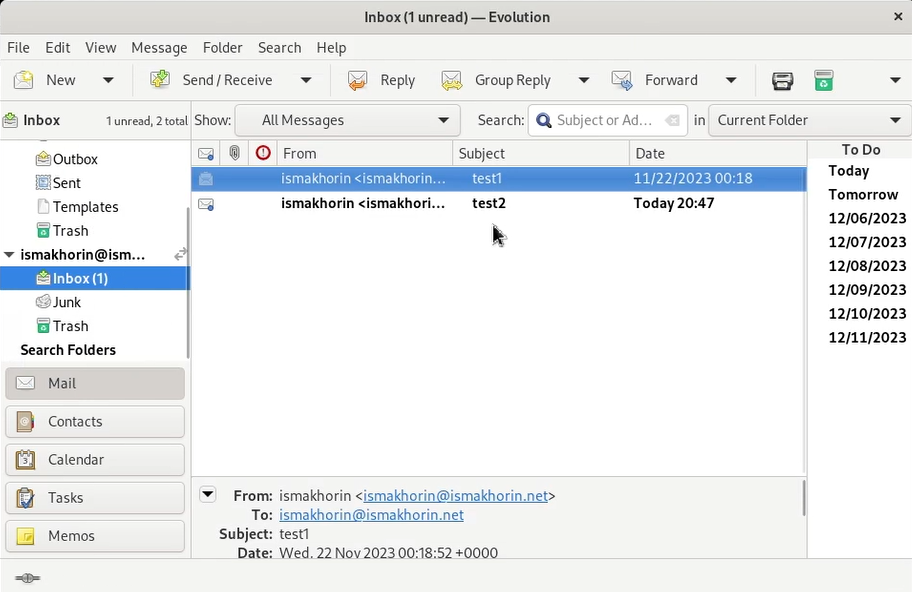 Inbox (1 unread) — Evolution
File Edit View Message Folder Search Help
New Send / Receive Reply Group Reply Forward
Inbox 1 unread, 2 total Show: All Messages Search: Subject or Ad... in Current Folder
From Subject Date
ismakhorin <ismakhorin... test1 11/22/2023 00:18
ismakhorin <ismakhori... test2 Today 20:47
Outbox
Sent
Templates
Trash
ismakhorin@ism...
Inbox (1)
Junk
Trash
Search Folders
Mail
Contacts
Calendar
Tasks
Memos
From: ismakhorin <ismakhorin@ismakhorin.net>
To: ismakhorin@ismakhorin.net
Subject: test1
Date: Wed, 22 Nov 2023 00:18:52 +0000
To Do
Today
Tomorrow
12/06/2023
12/07/2023
12/08/2023
12/09/2023
12/10/2023
12/11/2023